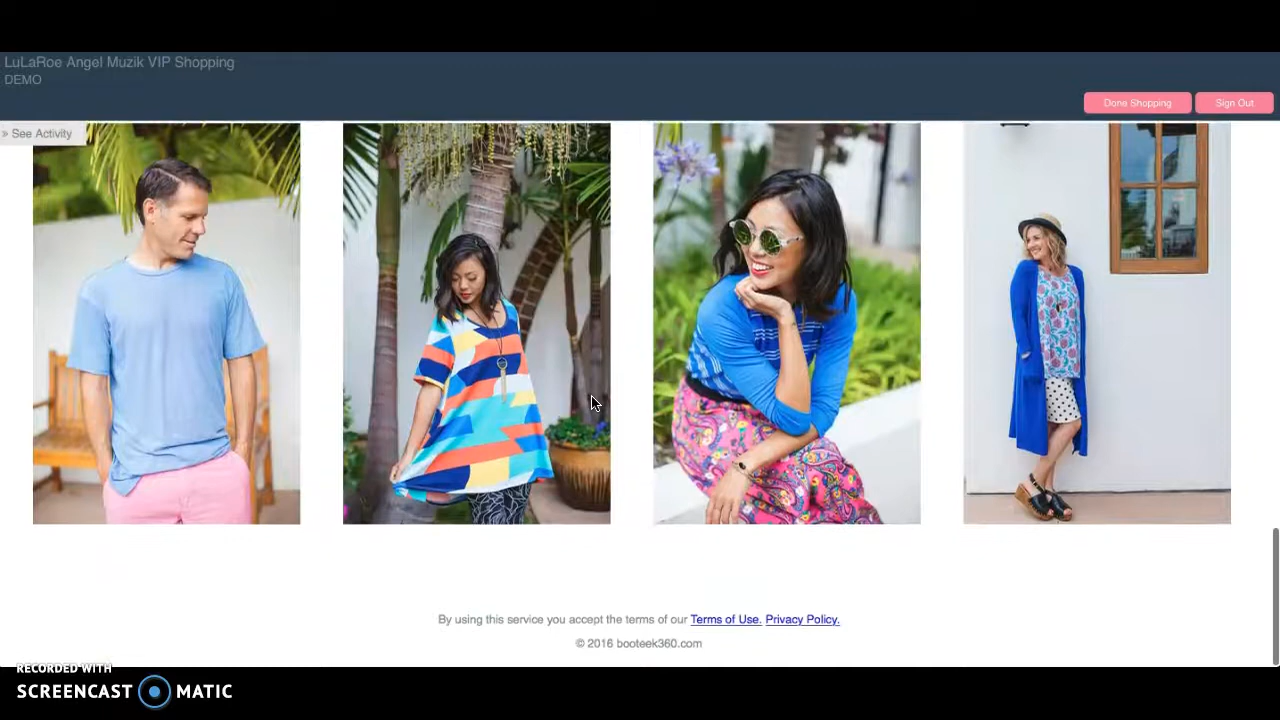 LuLaRoe Angel Muzik VIP Shopping
DEMO
Done Shopping
Sign Out
» See Activity
By using this service you accept the terms of our Terms of Use. Privacy Policy.
© 2016 booteek360.com
RECORDED WITH
SCREENCAST MATIC